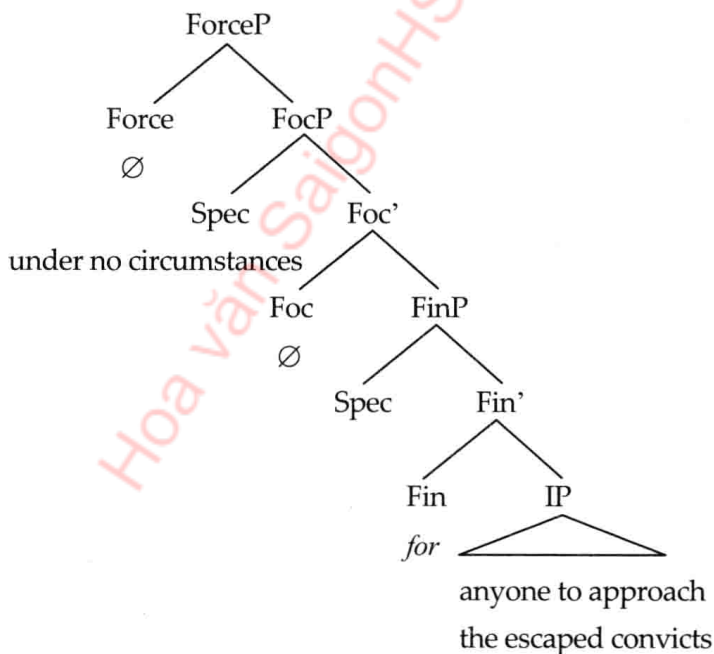 ForceP
Force FocP
∅
Spec Foc’
under no circumstances
Foc FinP
∅
Spec Fin’
Fin IP
for
anyone to approach
the escaped convicts
Hoa văn SaigonHS